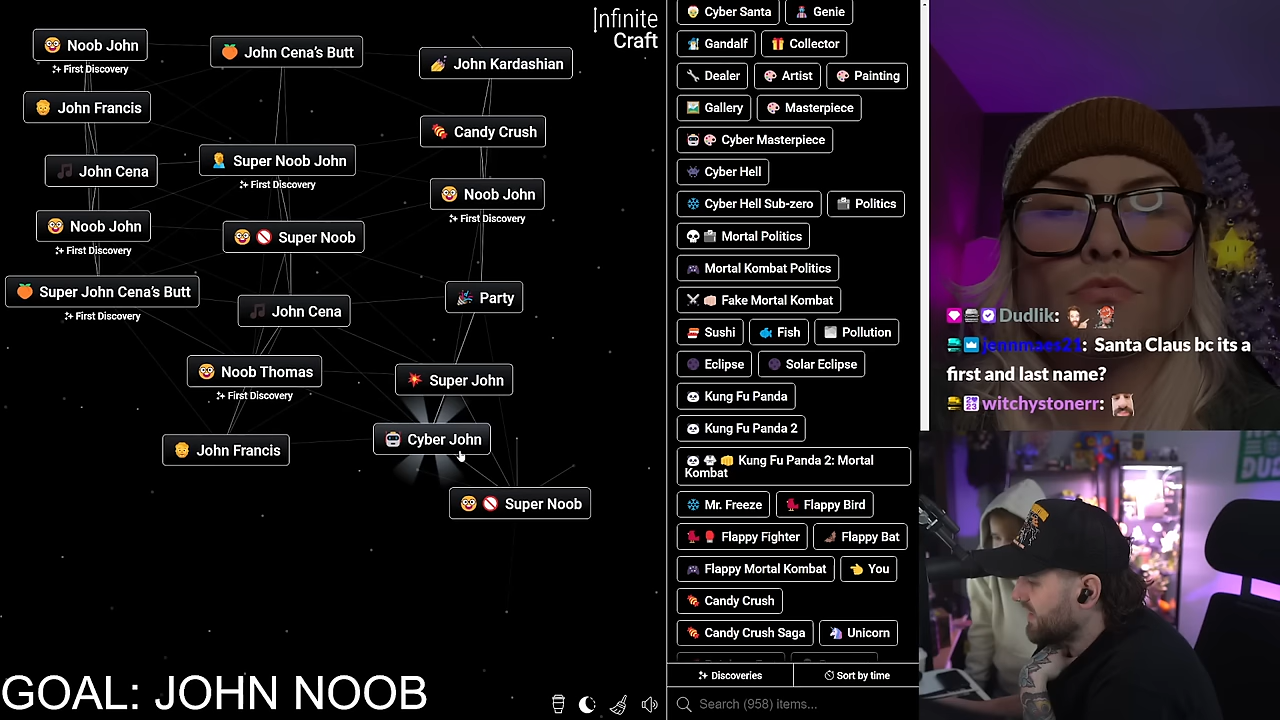 Noob John
First Discovery
John Cena's Butt
John Kardashian
Infinite
Craft
John Francis
Candy Crush
John Cena
Super Noob John
First Discovery
Noob John
First Discovery
Noob John
First Discovery
Super Noob
Super John Cena's Butt
First Discovery
John Cena
Party
Noob Thomas
First Discovery
Super John
John Francis
Cyber John
Super Noob
GOAL: JOHN NOOB
Cyber Santa
Genie
Gandalf
Collector
Dealer
Artist
Painting
Gallery
Masterpiece
Cyber Masterpiece
Cyber Hell
Cyber Hell Sub-zero
Politics
Mortal Politics
Mortal Kombat Politics
Fake Mortal Kombat
Sushi
Fish
Pollution
Eclipse
Solar Eclipse
Kung Fu Panda
Kung Fu Panda 2
Kung Fu Panda 2: Mortal
Kombat
Mr. Freeze
Flappy Bird
Flappy Fighter
Flappy Bat
Flappy Mortal Kombat
You
Candy Crush
Candy Crush Saga
Unicorn
Discoveries
Sort by time
Search (958) items...
Dudlik:
jennmaes21: Santa Claus bc its a
first and last name?
witchystonerr: